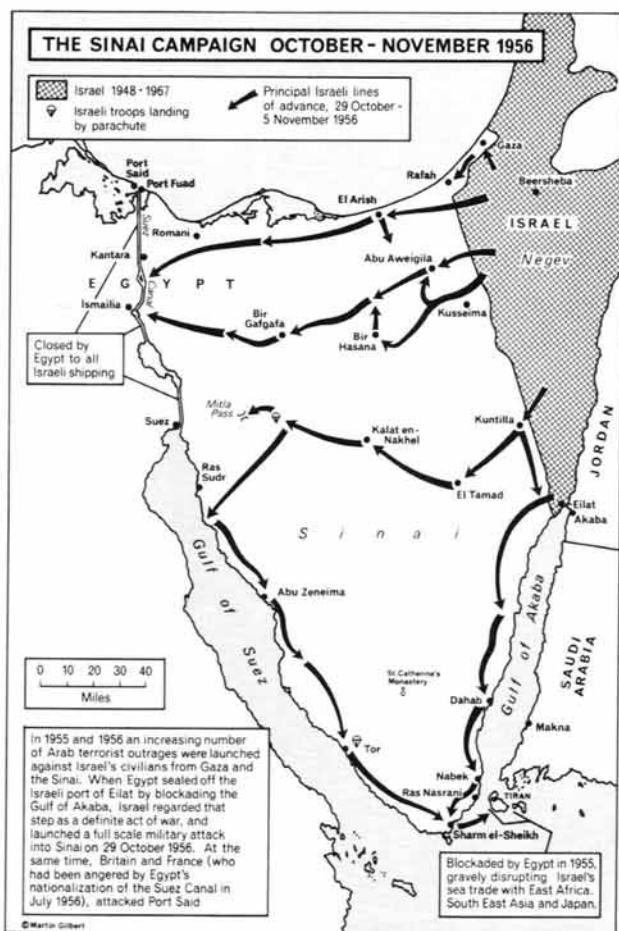 THE SINAI CAMPAIGN OCTOBER - NOVEMBER 1956
Israel 1948 - 1967
Israeli troops landing
by parachute
Principal Israeli lines
of advance, 29 October -
5 November 1956
Gaza
Port
Said
Port Fuad
Rafah
Beersheba
El Arish
ISRAEL
Suez
Romani
Negev
Kantara
Abu Aweigila
EGYPT
Canal
Ismailia
Bir
Gafgafa
Kusseima
Bir
Hasana
Closed by
Egypt to all
Israeli shipping
Mitla
Pass
Suez
Kalat en-
Nakhel
Kuntilla
JORDAN
Ras
Sudr
El Tamad
Eilat
Akaba
Sinai
Gulf of Suez
Gulf of Akaba
Abu Zeneima
SAUDI
ARABIA
0 10 20 30 40
Miles
St Catherine's
Monastery
Dahab
Makna
In 1955 and 1956 an increasing number
of Arab terrorist outrages were launched
against Israel's civilians from Gaza and
the Sinai. When Egypt sealed off the
Israeli port of Eilat by blockading the
Gulf of Akaba, Israel regarded that
step as a definite act of war, and
launched a full scale military attack
into Sinai on 29 October 1956. At the
same time, Britain and France (who
had been angered by Egypt's
nationalization of the Suez Canal in
July 1956), attacked Port Said
Tor
Nabek
Ras Nasrani
TIRAN
Sharm el-Sheikh
Blockaded by Egypt in 1955,
gravely disrupting Israel's
sea trade with East Africa.
South East Asia and Japan.
© Martin Gilbert